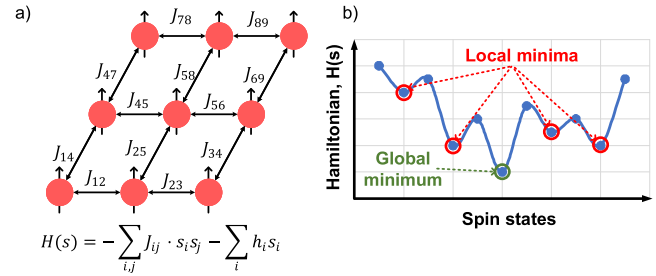 a)
J₇₈ J₈₉
J₄₇ J₅₈ J₆₉
J₄₅ J₅₆
J₁₄ J₂₅ J₃₄
J₁₂ J₂₃
H(s) = −∑ᵢ,ⱼ Jᵢⱼ · sᵢsⱼ − ∑ᵢ hᵢsᵢ
b)
Hamiltonian, H(s)
Local minima
Global
minimum
Spin states